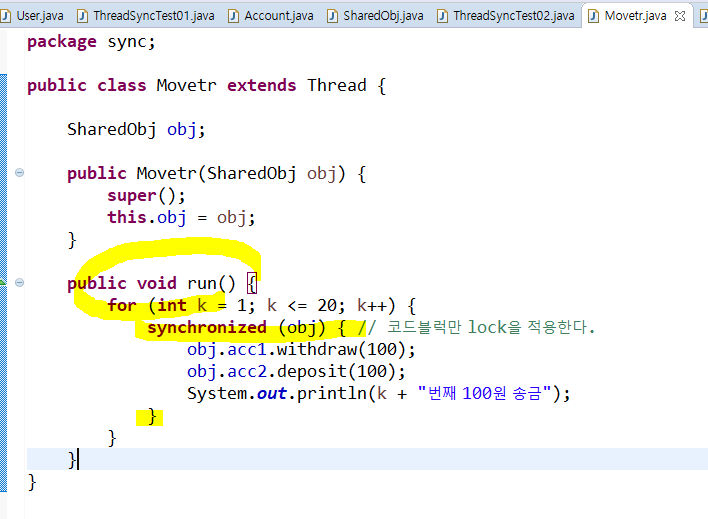 User.java ThreadSyncTest01.java Account.java SharedObj.java ThreadSyncTest02.java Movetr.java
package sync;
public class Movetr extends Thread {
SharedObj obj;
public Movetr(SharedObj obj) {
super();
this.obj = obj;
}
public void run() {
for (int k = 1; k <= 20; k++) {
synchronized (obj) { // 코드블럭만 lock을 적용한다.
obj.acc1.withdraw(100);
obj.acc2.deposit(100);
System.out.println(k + "번째 100원 송금");
}
}
}
}